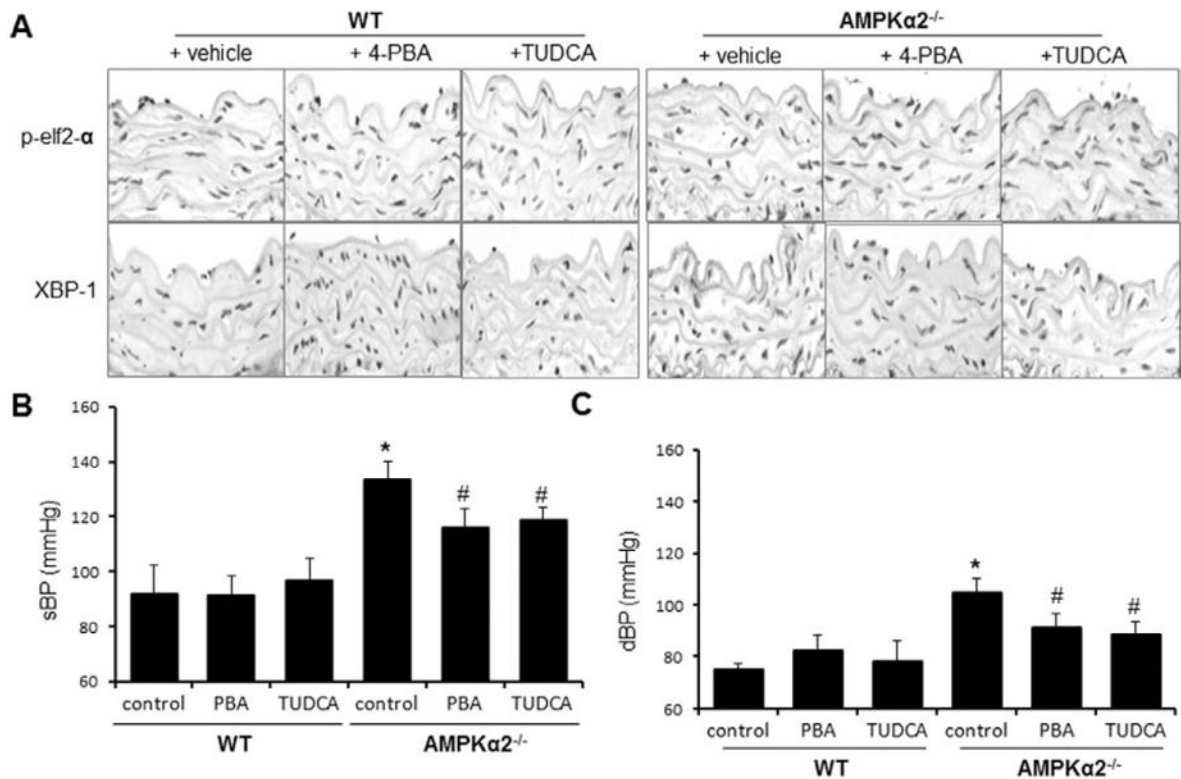 A
WT
AMPKα2-/-
+ vehicle
+ 4-PBA
+TUDCA
+ vehicle
+ 4-PBA
+TUDCA
p-elf2-α
XBP-1
B
160
140
120
100
80
60
sBP (mmHg)
*
#
#
control
PBA
TUDCA
control
PBA
TUDCA
WT
AMPKα2-/-
C
160
140
120
100
80
60
dBP (mmHg)
*
#
#
control
PBA
TUDCA
control
PBA
TUDCA
WT
AMPKα2-/-